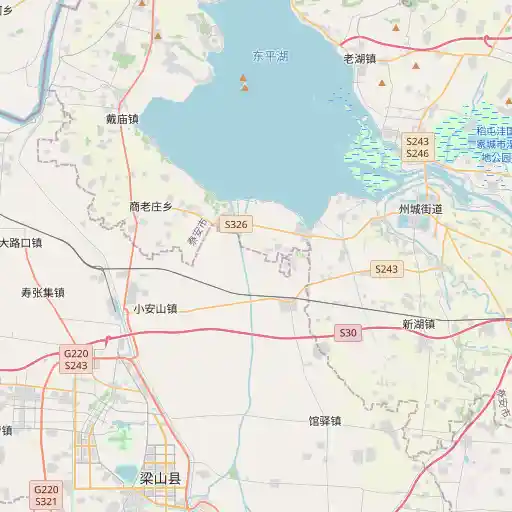 东平湖
老湖镇
戴庙镇
S243
S246
稻屯洼国
家城市湿
地公园
商老庄乡
州城街道
S326
泰安市
大路口镇
S243
寿张集镇
小安山镇
新湖镇
S30
G220
S243
泰安市
馆驿镇
梁山县
G220
S321